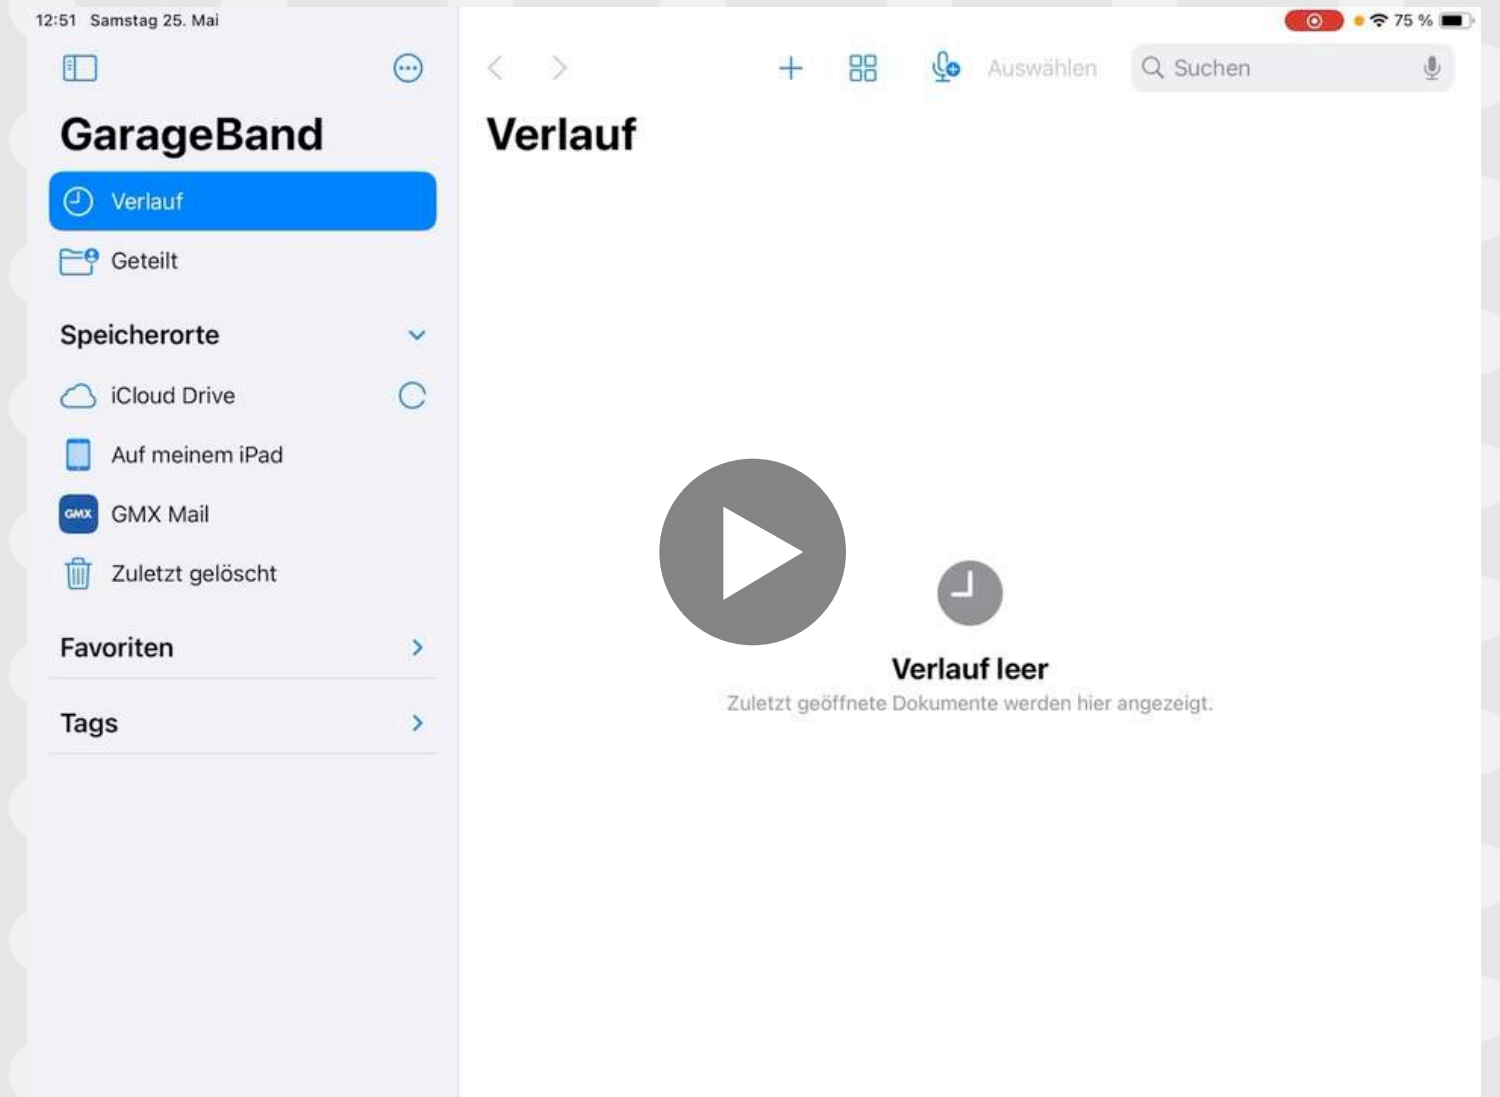 12:51 Samstag 25. Mai
75 %
Auswählen
Suchen
GarageBand
Verlauf
Geteilt
Speicherorte
iCloud Drive
Auf meinem iPad
GMX
GMX Mail
Zuletzt gelöscht
Favoriten
Tags
Verlauf
Verlauf leer
Zuletzt geöffnete Dokumente werden hier angezeigt.